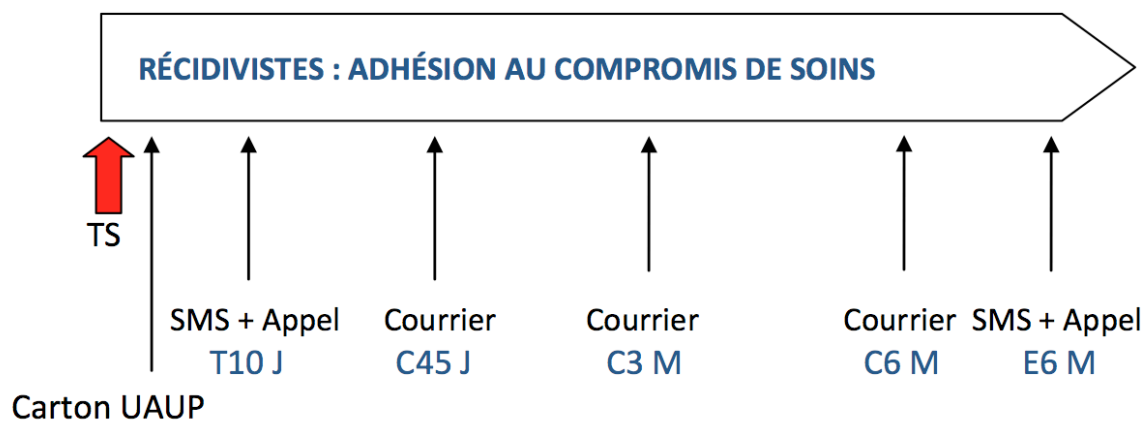 RÉCIDIVISTES : ADHÉSION AU COMPROMIS DE SOINS
TS
SMS + Appel Courrier Courrier Courrier SMS + Appel
T10 J C45 J C3 M C6 M E6 M
Carton UAUP